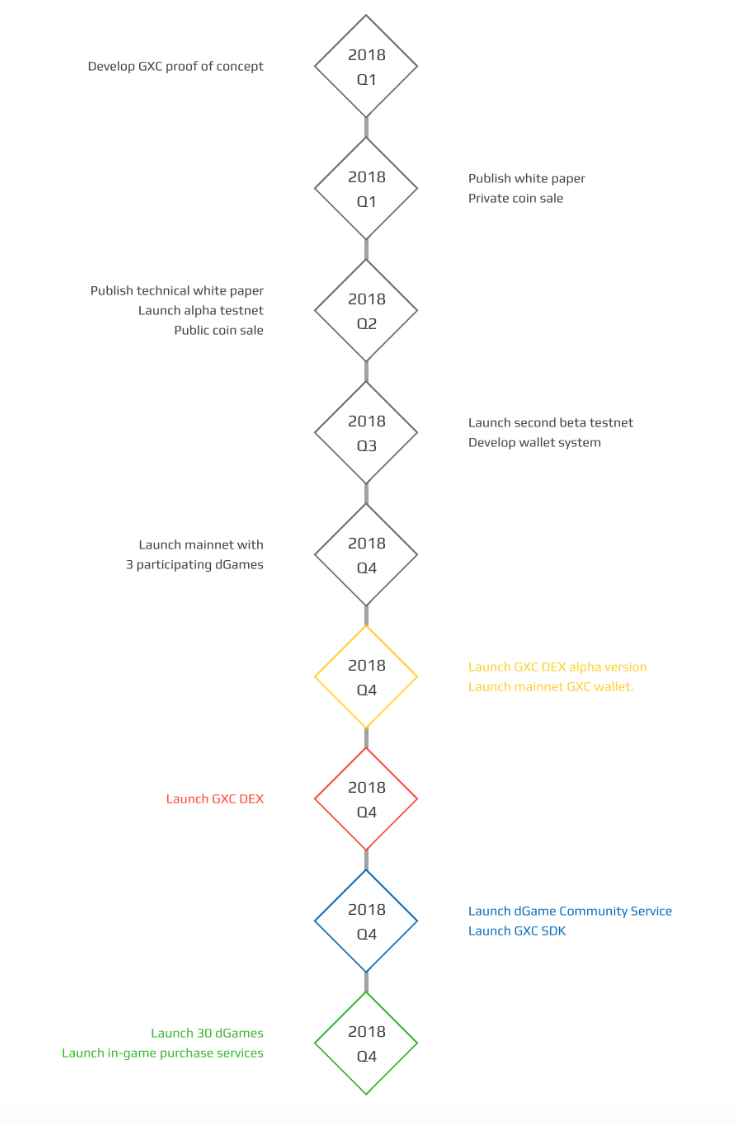 Develop GXC proof of concept
2018
Q1
2018
Q1
Publish white paper
Private coin sale
Publish technical white paper
Launch alpha testnet
Public coin sale
2018
Q2
2018
Q3
Launch second beta testnet
Develop wallet system
Launch mainnet with
3 participating dGames
2018
Q4
2018
Q4
Launch GXC DEX alpha version
Launch mainnet GXC wallet.
Launch GXC DEX
2018
Q4
2018
Q4
Launch dGame Community Service
Launch GXC SDK
Launch 30 dGames
Launch in-game purchase services
2018
Q4